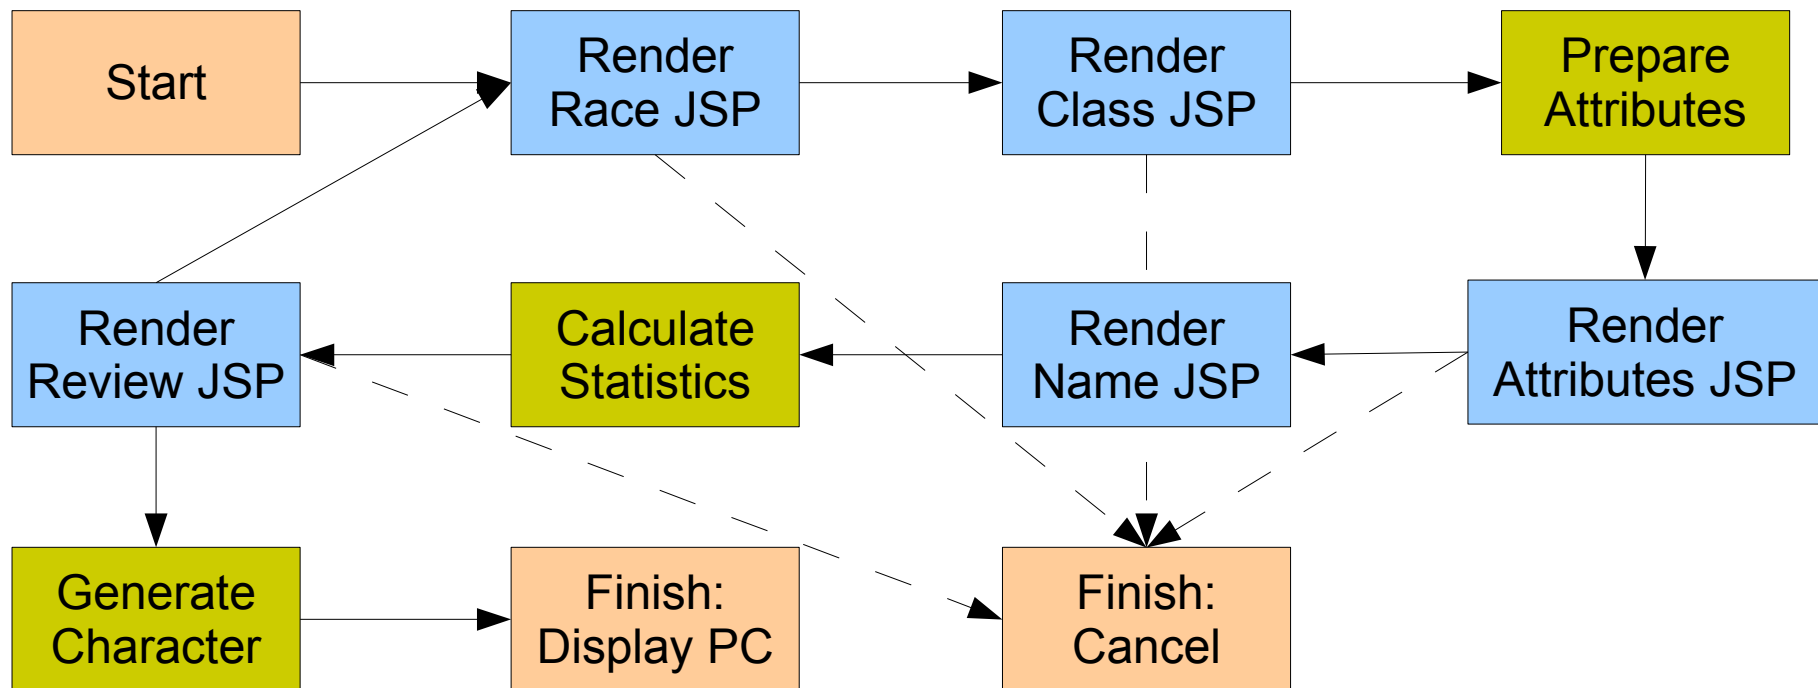 Start
Render
Race JSP
Render
Class JSP
Prepare
Attributes
Render
Review JSP
Calculate
Statistics
Render
Name JSP
Render
Attributes JSP
Generate
Character
Finish:
Display PC
Finish:
Cancel